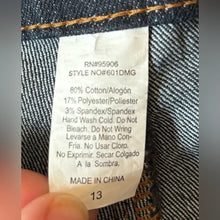 RN#95906
STYLE NO#601DMG
80% Cotton/Alogón
17% Polyester/Poliester
3% Spandex/Spandex
Hand Wash Cold. Do Not
Bleach. Do Not Wring
Levarse a Mano Con-
Fria. No Usar Cloro.
No Exprimir Secar Colgado
A la Sombra.
MADE IN CHINA
13